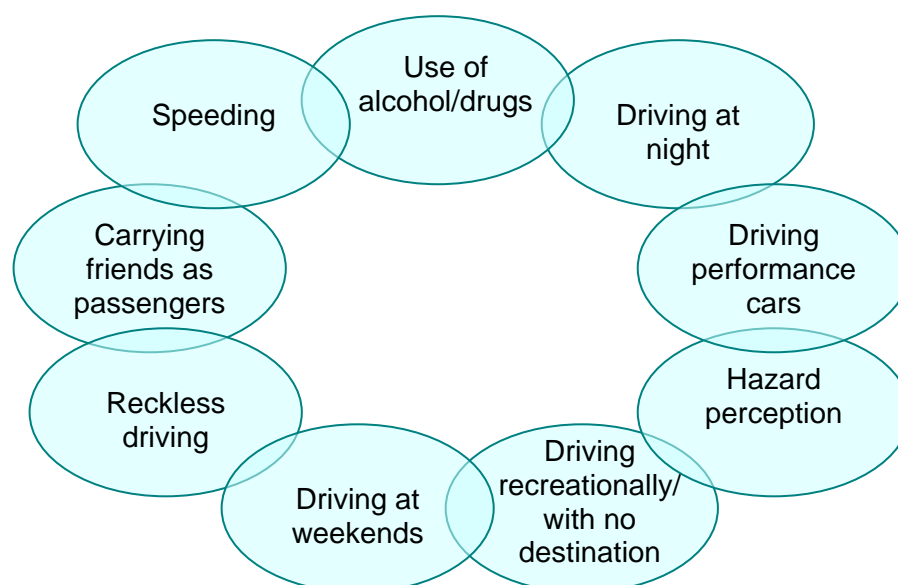 Use of
alcohol/drugs
Speeding
Driving at
night
Carrying
friends as
passengers
Driving
performance
cars
Reckless
driving
Hazard
perception
Driving at
weekends
Driving
recreationally/
with no
destination